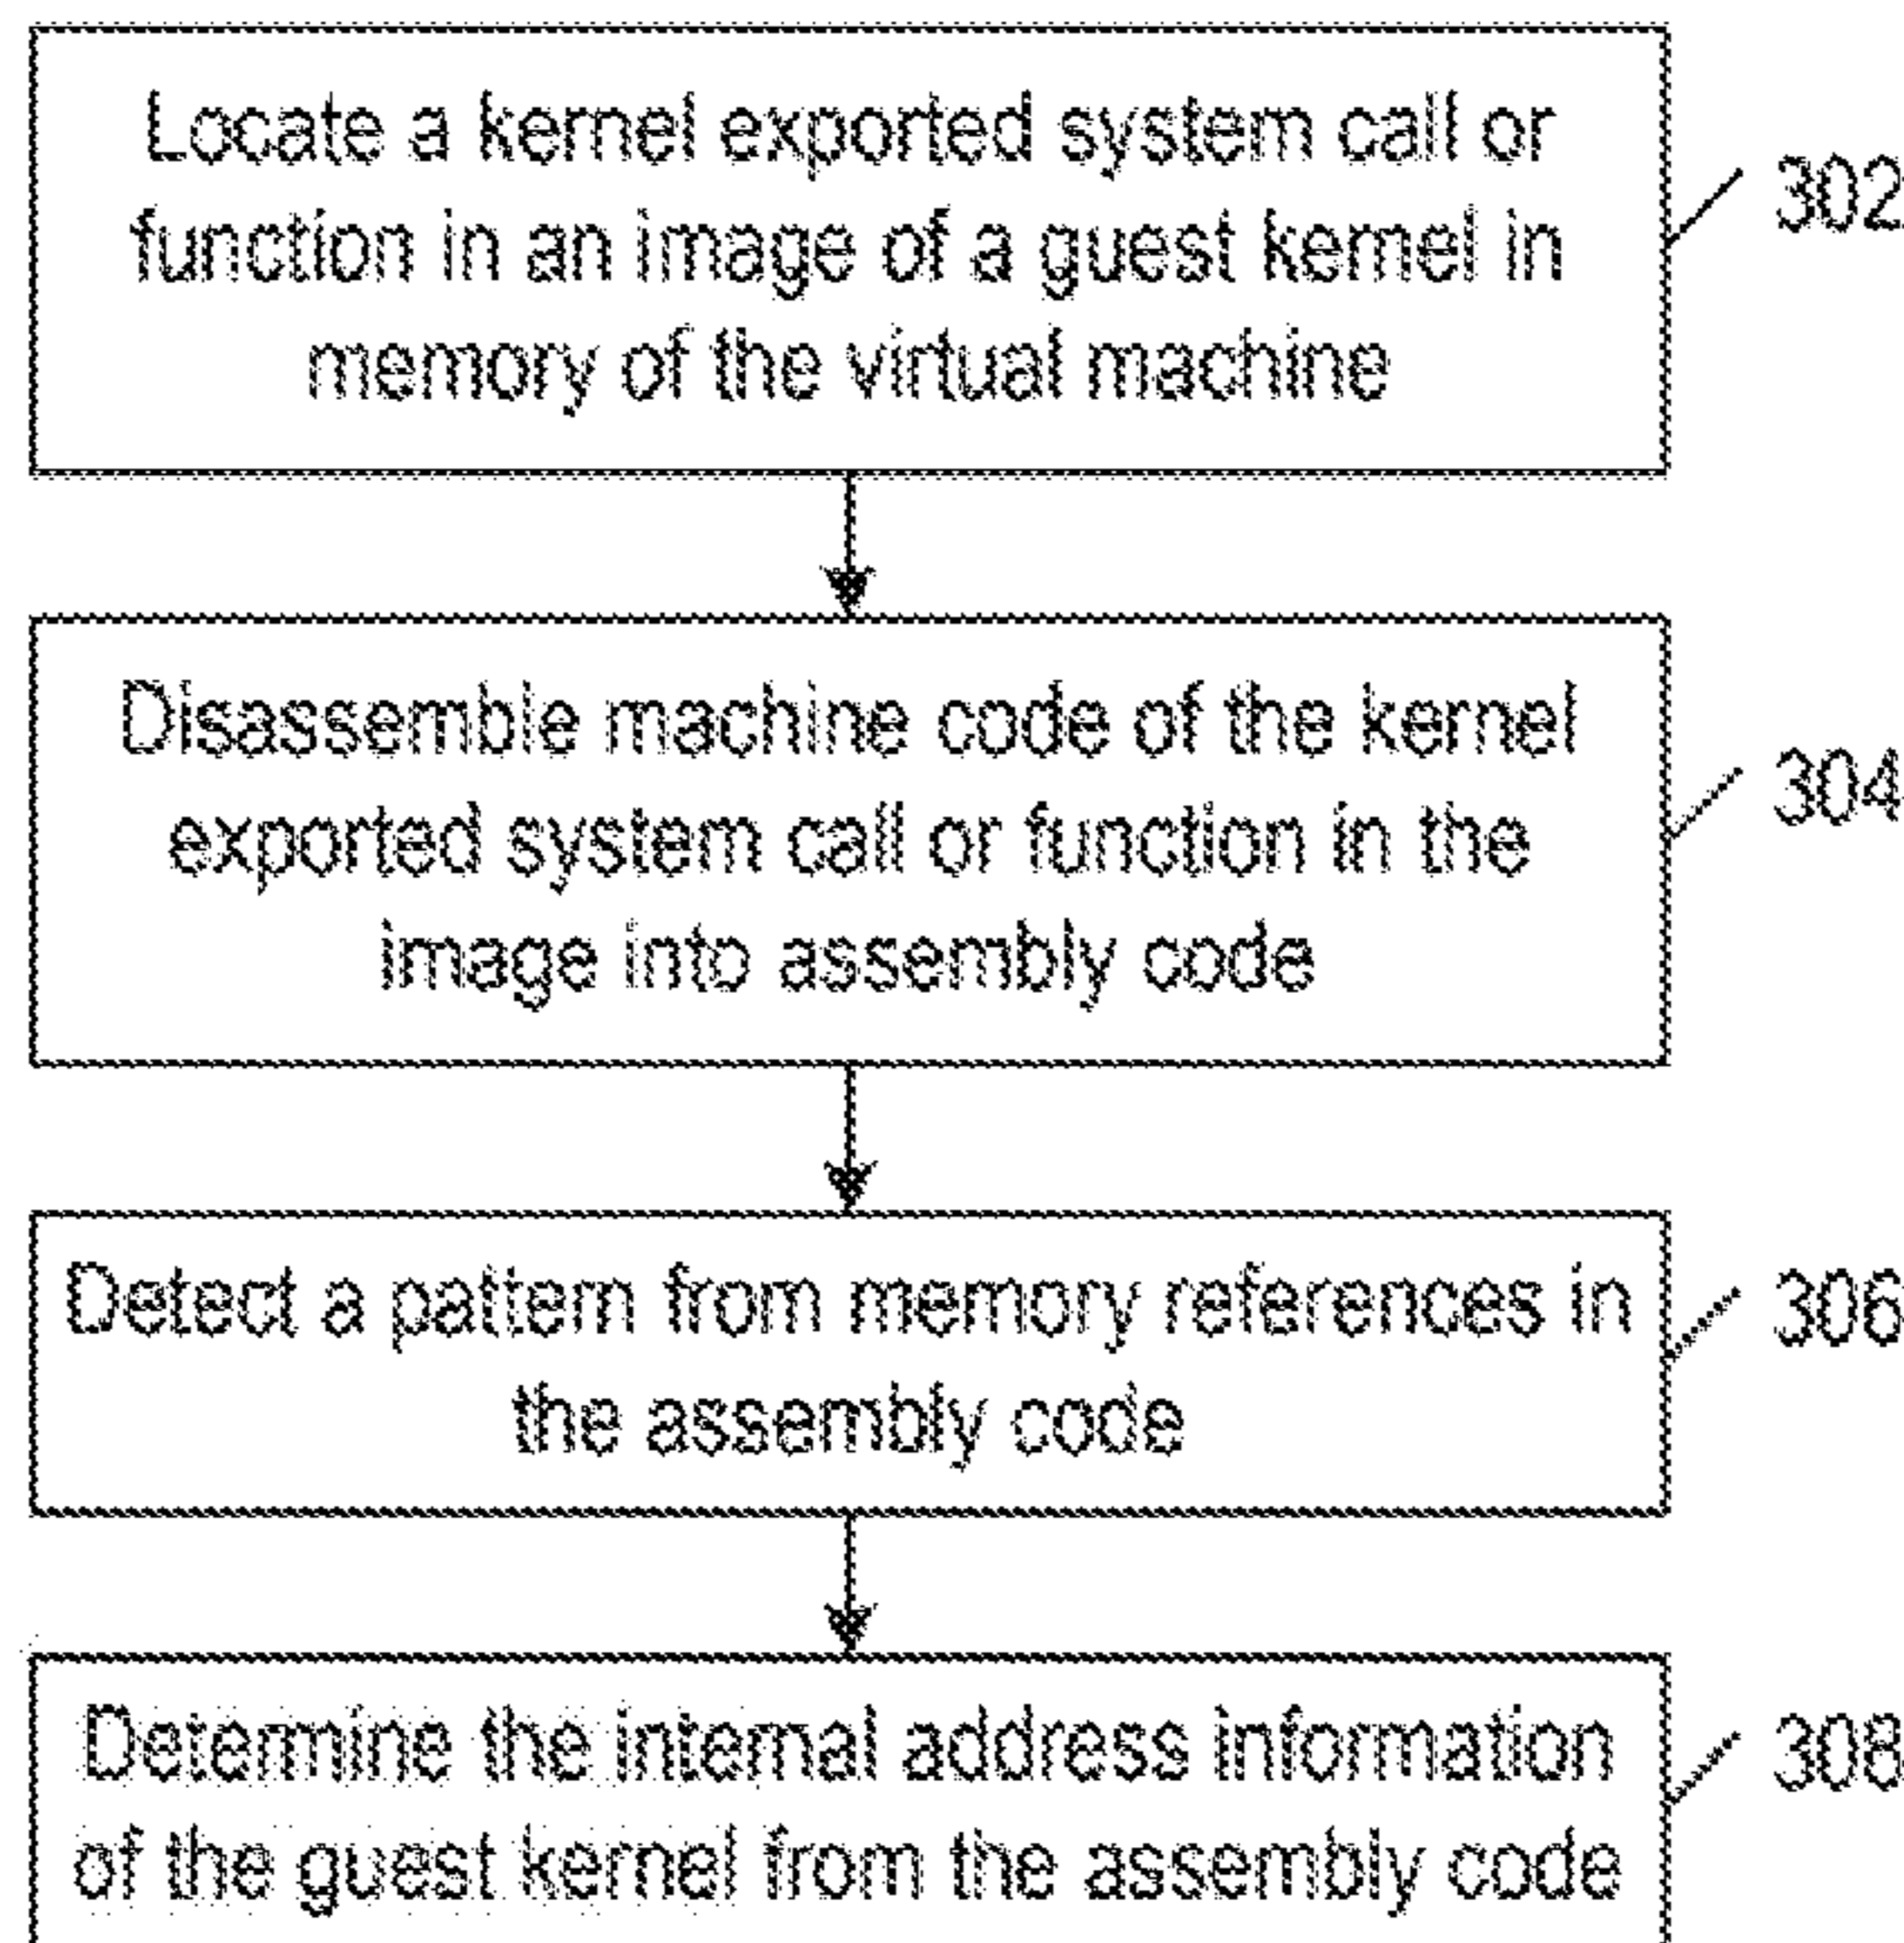 Locate a kernel exported system call or
function in an image of a guest kernel in
memory of the virtual machine
302
Disassemble machine code of the kernel
exported system call or function in the
image into assembly code
304
Detect a pattern from memory references in
the assembly code
306
Determine the internal address information
of the guest kernel from the assembly code
308